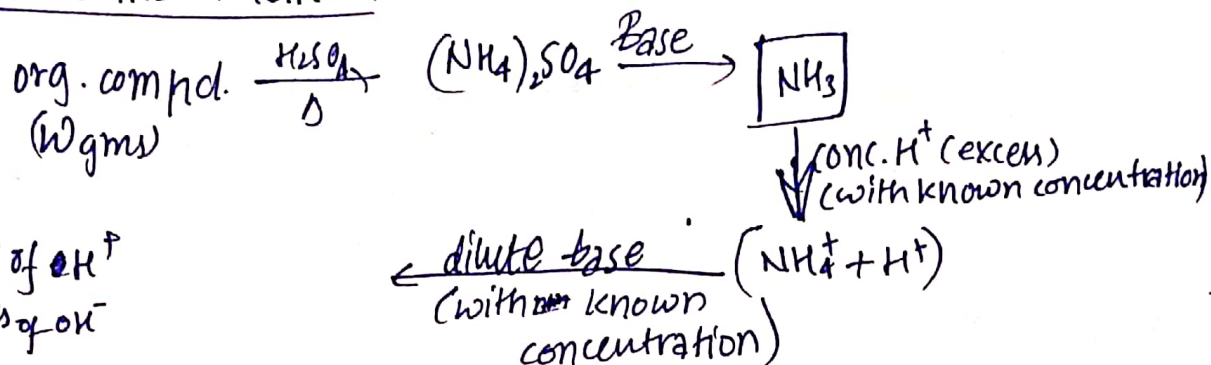 org. compd. H₂SO₄ Δ (NH₄)₂SO₄ Base NH₃
(W gms)
conc. H⁺ (excess)
(with known concentration)
of H⁺ dilute base (NH₄⁺ + H⁺)
of OH⁻ (with known
concentration)